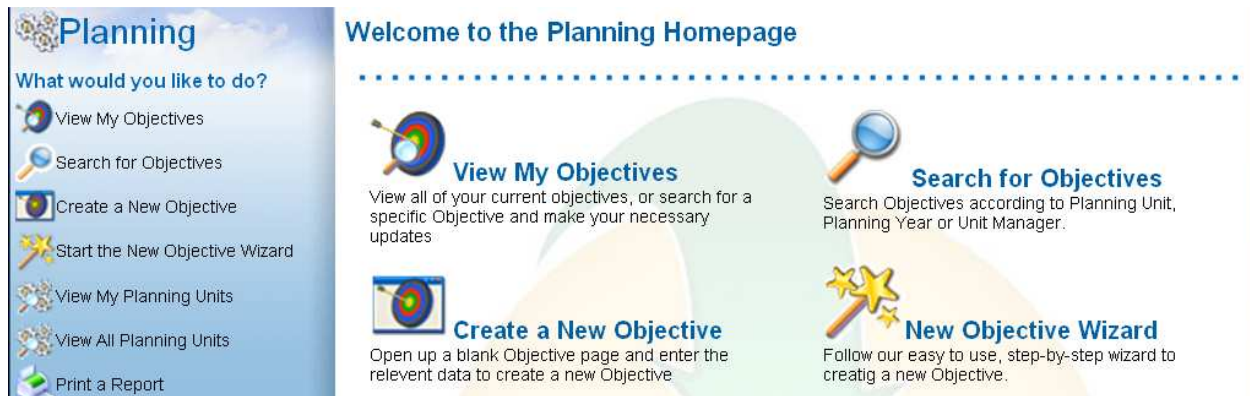 Planning
What would you like to do?
View My Objectives
Search for Objectives
Create a New Objective
Start the New Objective Wizard
View My Planning Units
View All Planning Units
Print a Report
Welcome to the Planning Homepage
View My Objectives
View all of your current objectives, or search for a
specific Objective and make your necessary
updates
Search for Objectives
Search Objectives according to Planning Unit,
Planning Year or Unit Manager.
Create a New Objective
Open up a blank Objective page and enter the
relevent data to create a new Objective
New Objective Wizard
Follow our easy to use, step-by-step wizard to
creatig a new Objective.